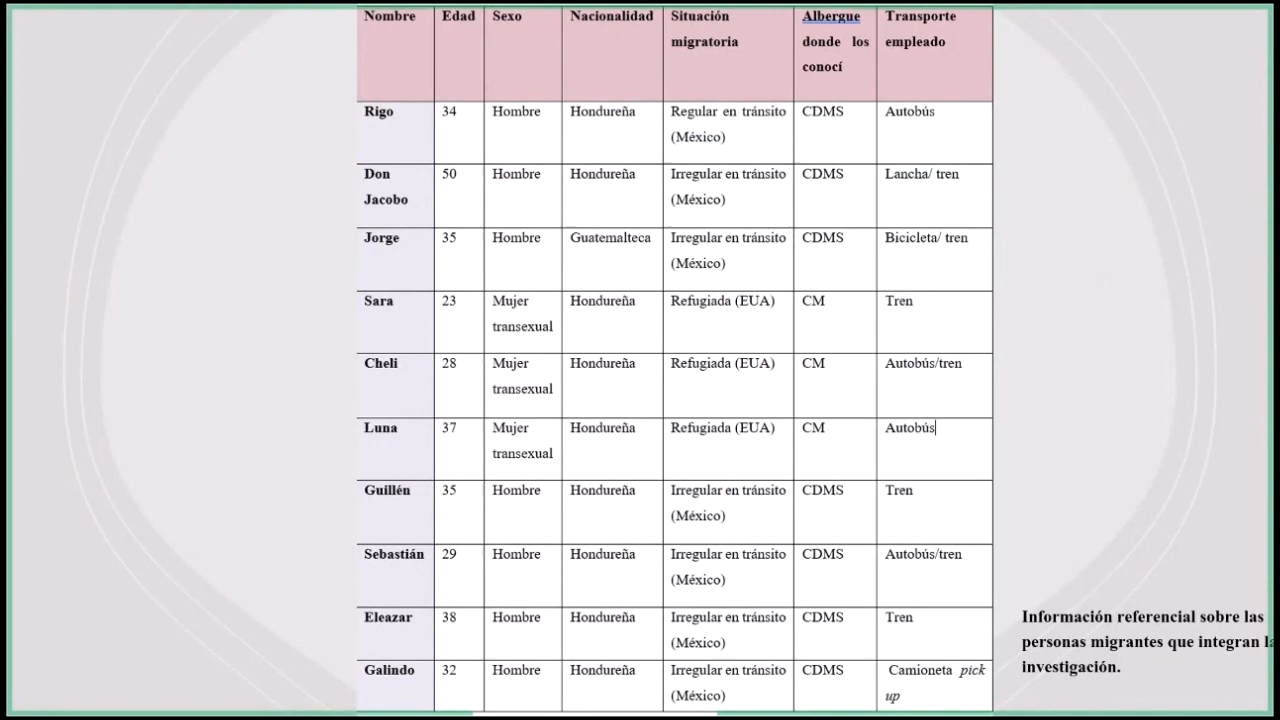 Nombre Edad Sexo Nacionalidad Situación Albergue Transporte
migratoria donde los empleado
conocí
Rigo 34 Hombre Hondureña Regular en tránsito CDMS Autobús
(México)
Don 50 Hombre Hondureña Irregular en tránsito CDMS Lancha/ tren
Jacobo (México)
Jorge 35 Hombre Guatemalteca Irregular en tránsito CDMS Bicicleta/ tren
(México)
Sara 23 Mujer Hondureña Refugiada (EUA) CM Tren
transexual
Cheli 28 Mujer Hondureña Refugiada (EUA) CM Autobús/tren
transexual
Luna 37 Mujer Hondureña Refugiada (EUA) CM Autobús
transexual
Guillén 35 Hombre Hondureña Irregular en tránsito CDMS Tren
(México)
Sebastián 29 Hombre Hondureña Irregular en tránsito CDMS Autobús/tren
(México)
Eleazar 38 Hombre Hondureña Irregular en tránsito CDMS Tren
(México)
Galindo 32 Hombre Hondureña Irregular en tránsito CDMS Camioneta pick
(México) up
Información referencial sobre las
personas migrantes que integran la
investigación.